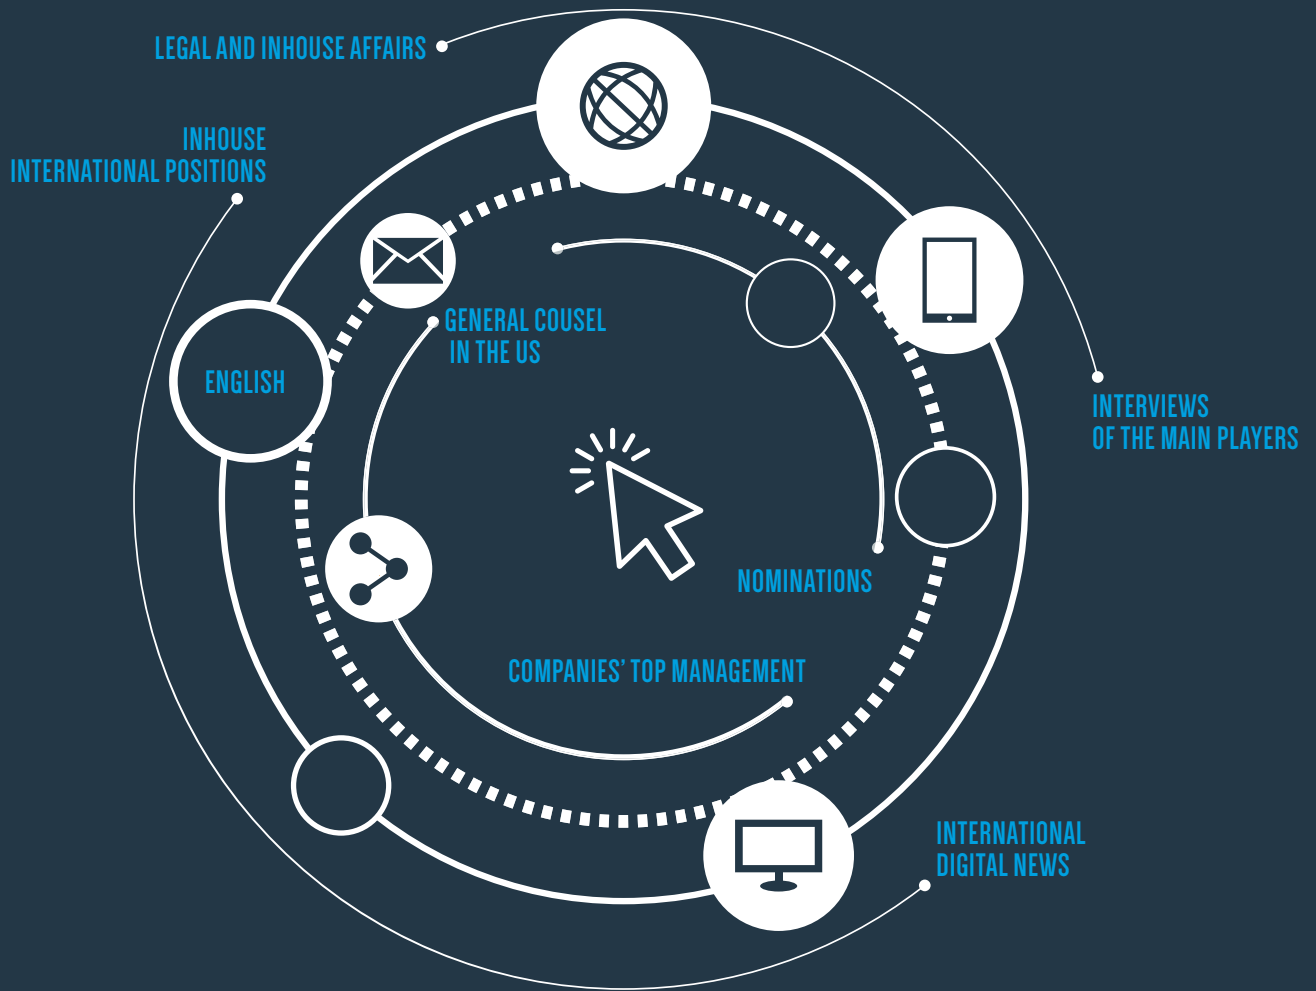 LEGAL AND INHOUSE AFFAIRS
INHOUSE
INTERNATIONAL POSITIONS
GENERAL COUSEL
IN THE US
ENGLISH
INTERVIEWS
OF THE MAIN PLAYERS
NOMINATIONS
COMPANIES’ TOP MANAGEMENT
INTERNATIONAL
DIGITAL NEWS